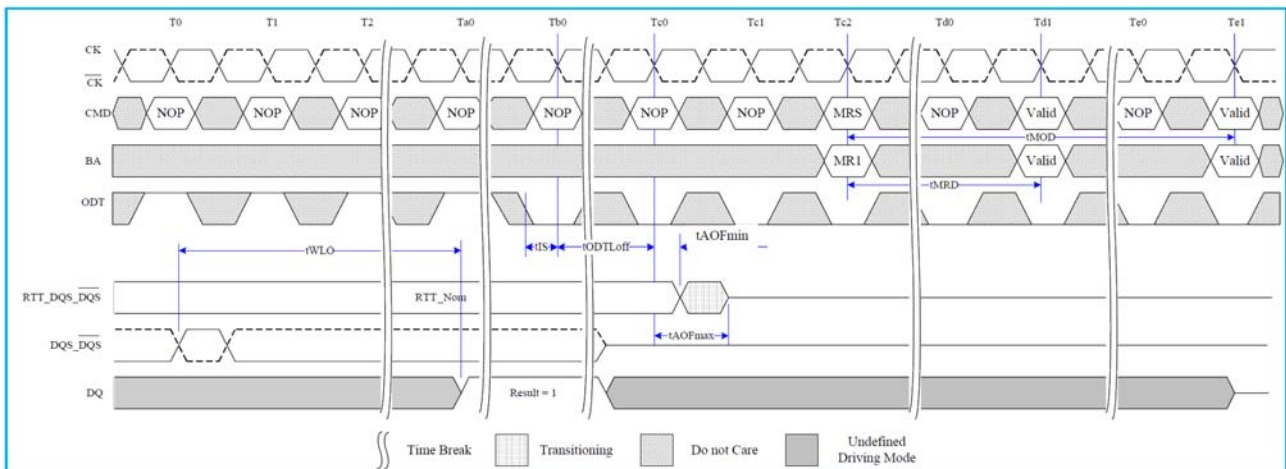 T0 T1 T2 Ta0 Tb0 Tc0 Tc1 Tc2 Td0 Td1 Te0 Te1
CK
CK
CMD NOP NOP NOP NOP NOP NOP NOP MRS NOP Valid NOP Valid
tMOD
BA MR1 Valid Valid
tMRD
ODT
tAOFmin
tWLO tIS tODTLoff
RTT_DQS_DQS RTT_Nom
tAOFmax
DQS_DQS
DQ Result = 1
Time Break Transitioning Do not Care Undefined
Driving Mode